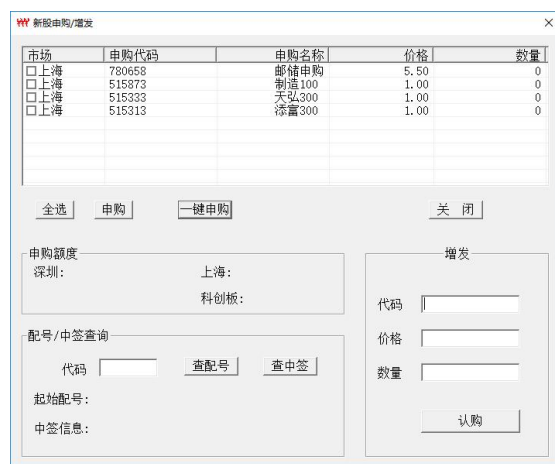 新股申购/增发
市场 申购代码 申购名称 价格 数量
上海 780658 邮储申购 5.50 0
上海 515873 制造100 1.00 0
上海 515333 天弘300 1.00 0
上海 515313 添富300 1.00 0
全选 申购 一键申购 关 闭
申购额度
深圳: 上海:
科创板:
配号/中签查询
代码 查配号 查中签
起始配号:
中签信息:
增发
代码
价格
数量
认购